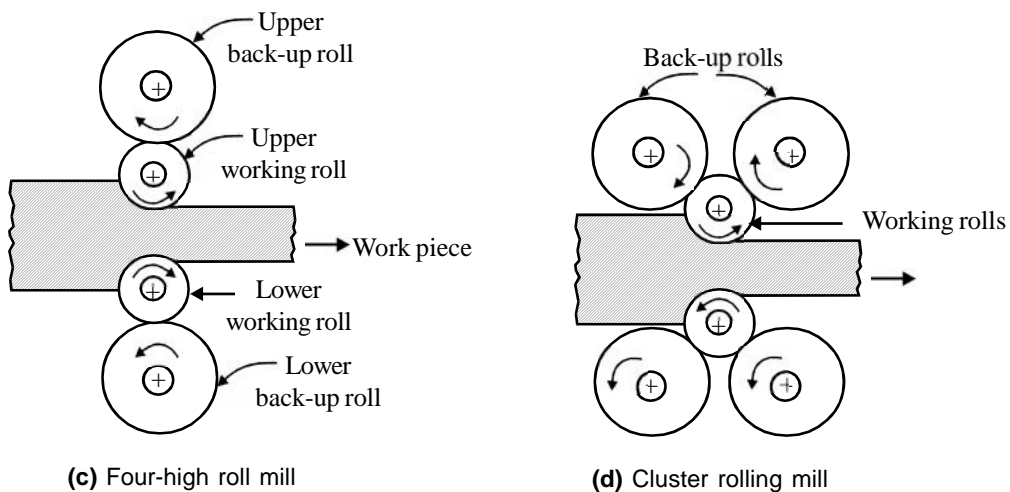 Upper
back-up roll
Upper
working roll
Work piece
Lower
working roll
Lower
back-up roll
(c) Four-high roll mill
Back-up rolls
Working rolls
(d) Cluster rolling mill